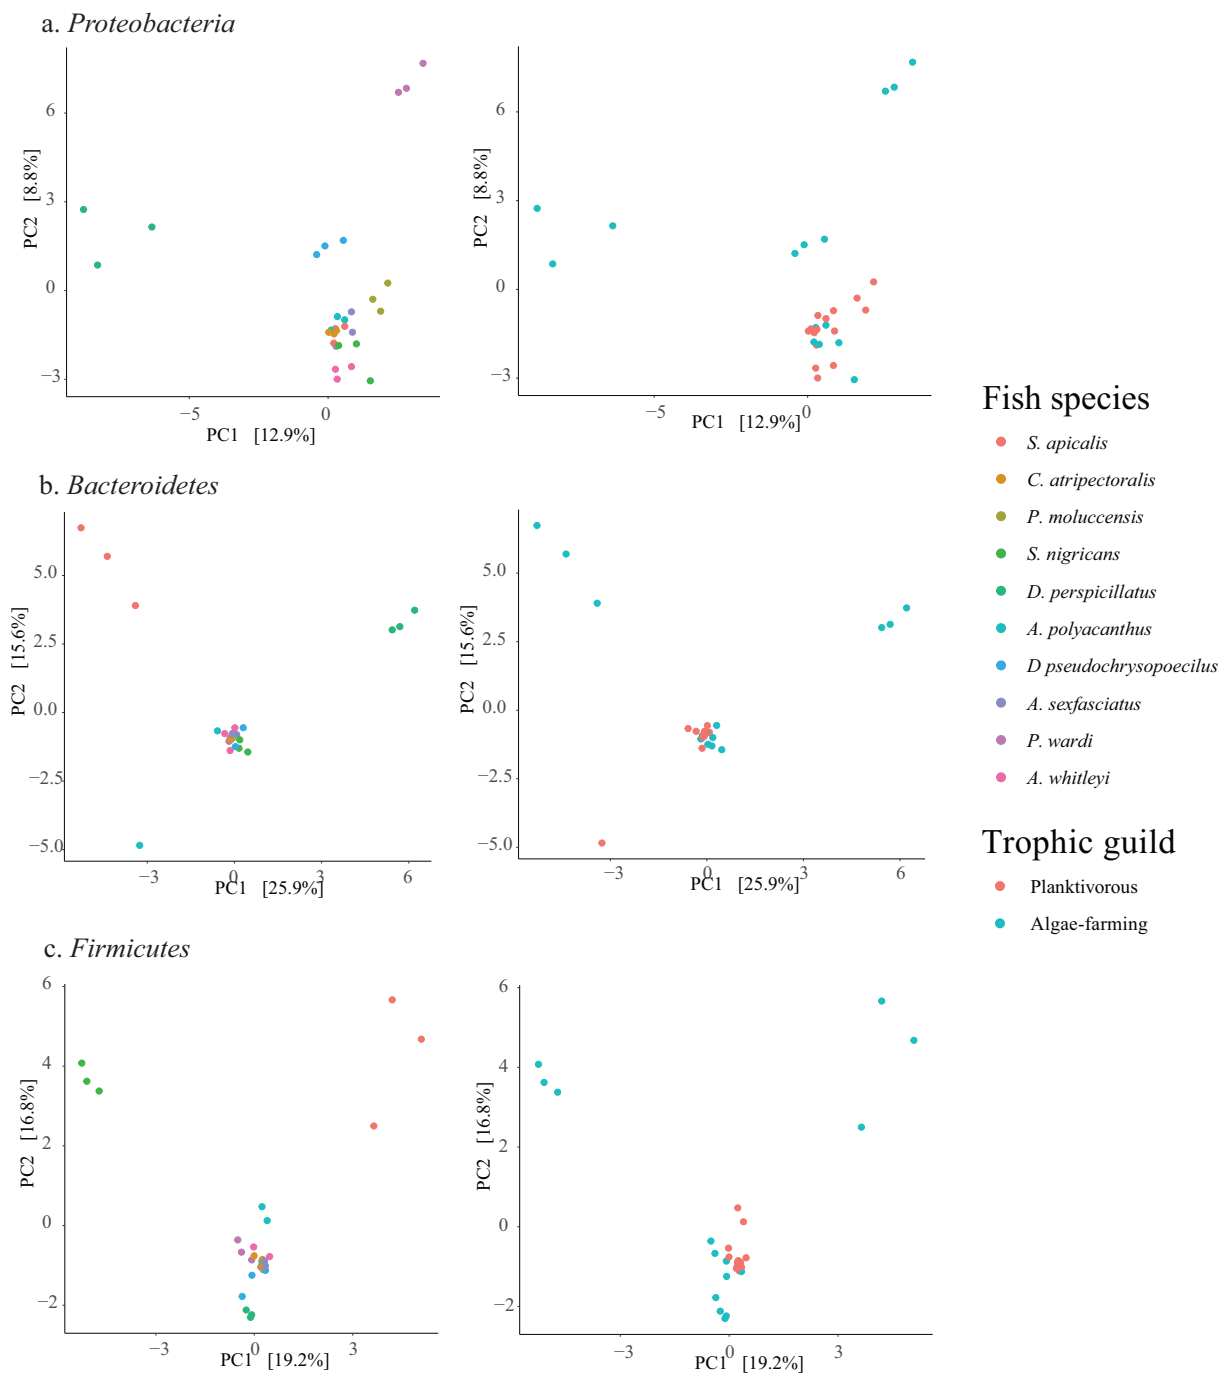 a. Proteobacteria
6
3
0
−3
PC2 [8.8%]
−5
0
PC1 [12.9%]
6
3
0
−3
PC2 [8.8%]
−5
0
PC1 [12.9%]
b. Bacteroidetes
5.0
2.5
0.0
−2.5
−5.0
PC2 [15.6%]
−3
0
3
6
PC1 [25.9%]
5.0
2.5
0.0
−2.5
−5.0
PC2 [15.6%]
−3
0
3
6
PC1 [25.9%]
c. Firmicutes
6
4
2
0
−2
PC2 [16.8%]
−3
0
3
PC1 [19.2%]
6
4
2
0
−2
PC2 [16.8%]
−3
0
3
PC1 [19.2%]
Fish species
S. apicalis
C. atripectoralis
P. moluccensis
S. nigricans
D. perspicillatus
A. polyacanthus
D pseudochrysopoecilus
A. sexfasciatus
P. wardi
A. whitleyi
Trophic guild
Planktivorous
Algae-farming